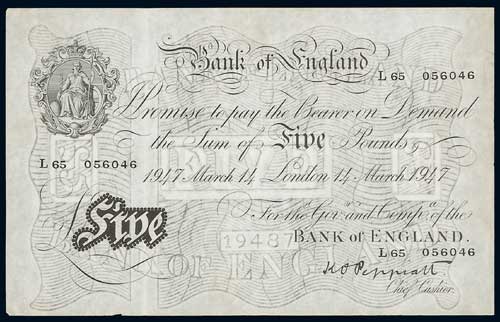 Bank of England
L65 056046
I Promise to pay the Bearer on Demand
the Sum of Five Pounds
L65 056046
1947 March 14 London 14 March 1947
For the Gov.r and Comp.a of the
Five
BANK OF ENGLAND.
L65 056046
K O Peppiatt
Chief Cashier.